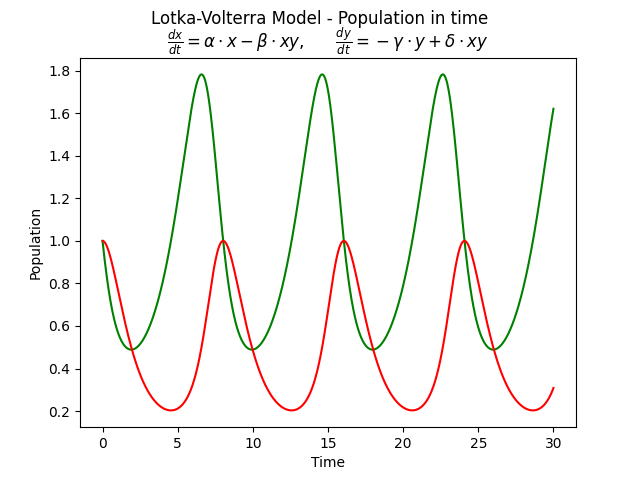 Lotka-Volterra Model - Population in time
dx/dt = α · x − β · xy, dy/dt = −γ · y + δ · xy
Population
1.8
1.6
1.4
1.2
1.0
0.8
0.6
0.4
0.2
0 5 10 15 20 25 30
Time